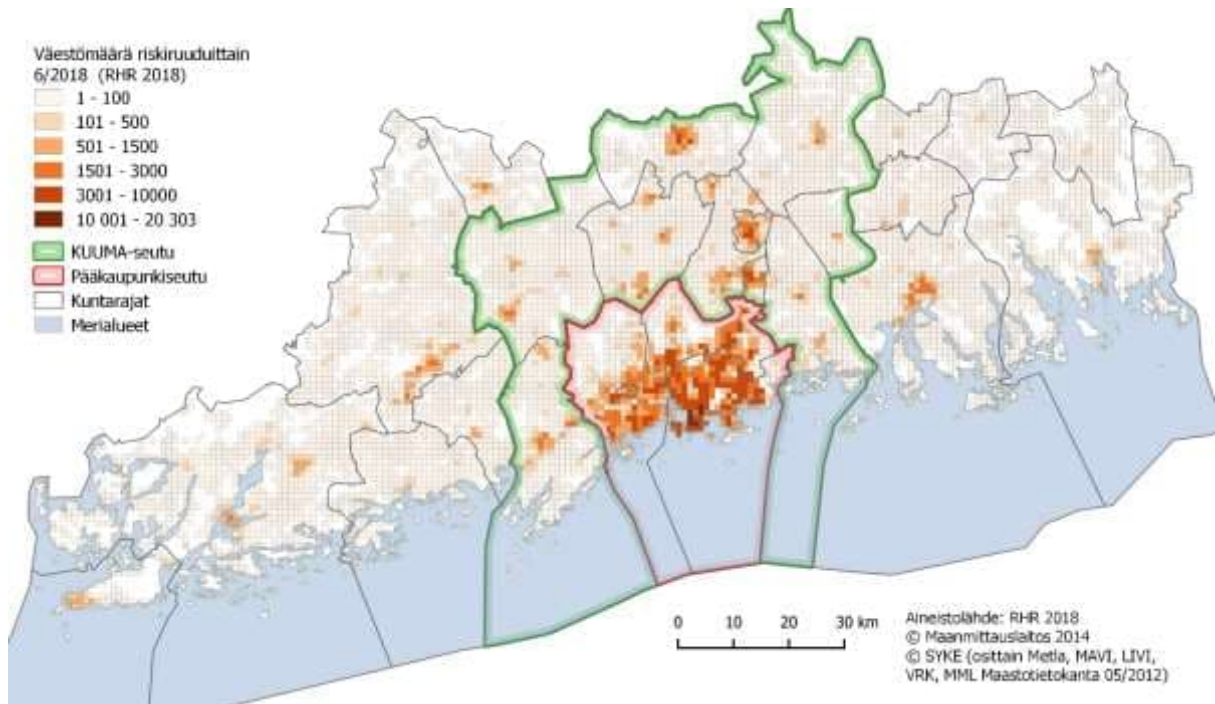 Väestömäärä riskiruuduittain
6/2018 (RHR 2018)
1 - 100
101 - 500
501 - 1500
1501 - 3000
3001 - 10000
10 001 - 20 303
KUUMA-seutu
Pääkaupunkiseutu
Kuntarajat
Merialueet
0 10 20 30 km
Aineistolähde: RHR 2018
© Maanmittauslaitos 2014
© SYKE (osittain Metla, MAVI, LIVI,
VRK, MML Maastotietokanta 05/2012)